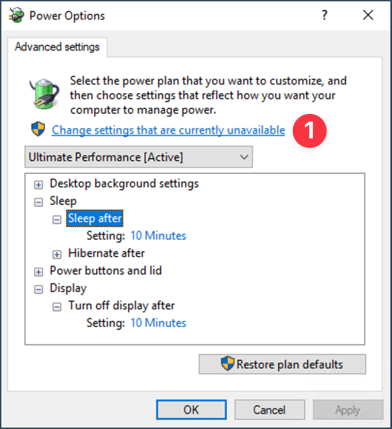 Power Options
?
Advanced settings
Select the power plan that you want to customize, and
then choose settings that reflect how you want your
computer to manage power.
Change settings that are currently unavailable
1
Ultimate Performance [Active]
Desktop background settings
Sleep
Sleep after
Setting: 10 Minutes
Hibernate after
Power buttons and lid
Display
Turn off display after
Setting: 10 Minutes
Restore plan defaults
OK Cancel Apply